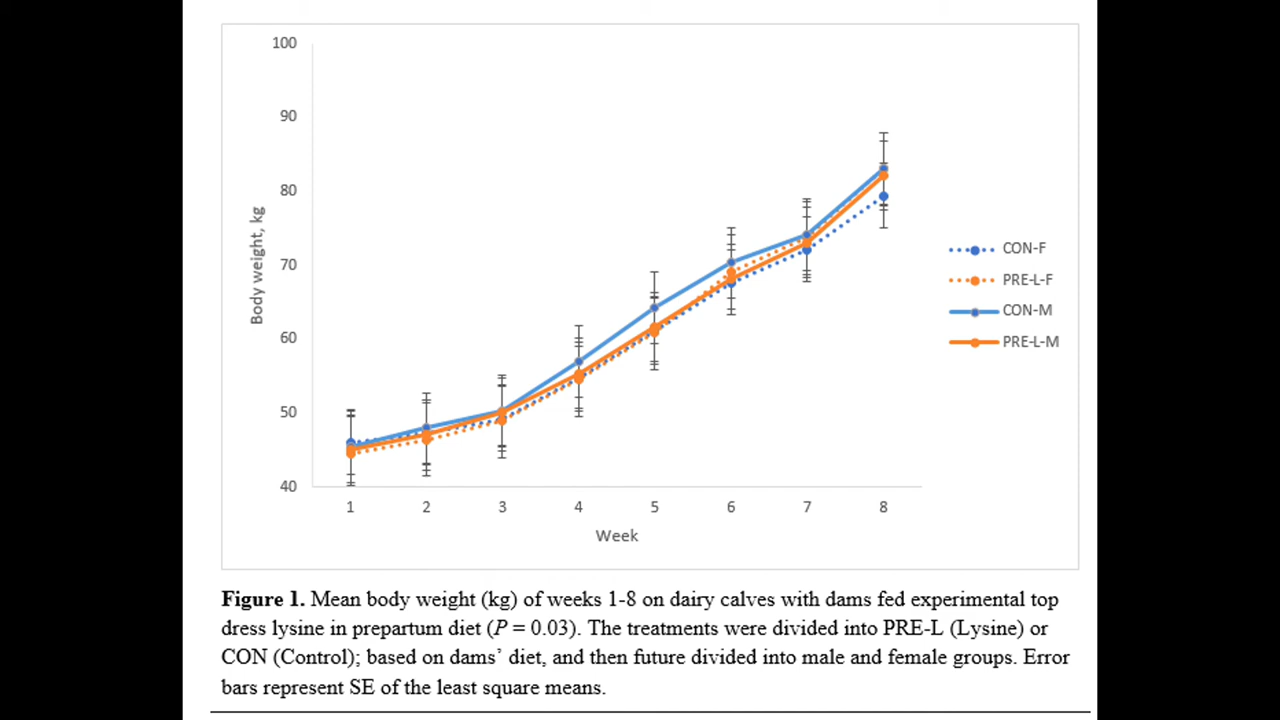 100
90
80
70
60
50
40
Body weight, kg
1 2 3 4 5 6 7 8
Week
CON-F
PRE-L-F
CON-M
PRE-L-M
Figure 1. Mean body weight (kg) of weeks 1-8 on dairy calves with dams fed experimental top
dress lysine in prepartum diet (P = 0.03). The treatments were divided into PRE-L (Lysine) or
CON (Control); based on dams’ diet, and then future divided into male and female groups. Error
bars represent SE of the least square means.